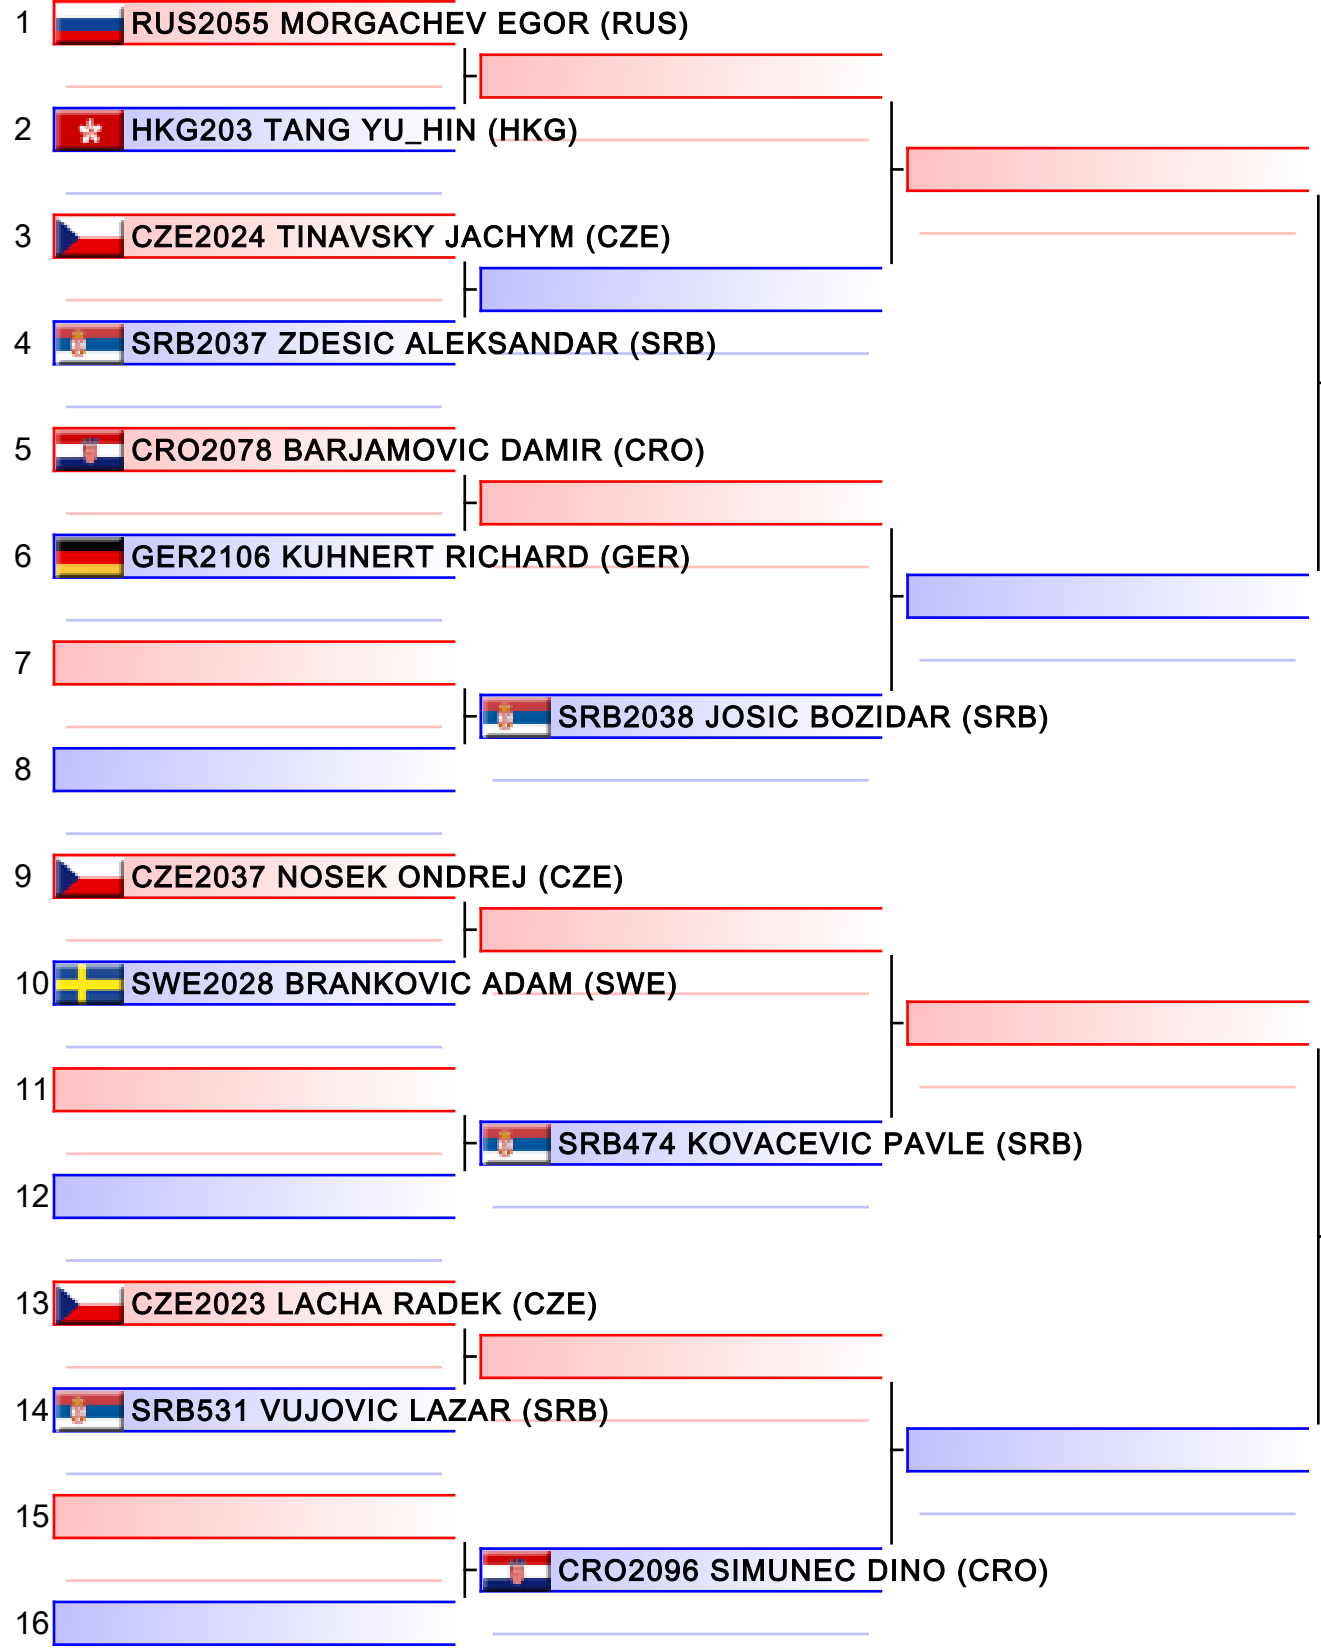 1 RUS2055 MORGACHEV EGOR (RUS)
2 HKG203 TANG YU_HIN (HKG)
3 CZE2024 TINAVSKY JACHYM (CZE)
4 SRB2037 ZDESIC ALEKSANDAR (SRB)
5 CRO2078 BARJAMOVIC DAMIR (CRO)
6 GER2106 KUHNERT RICHARD (GER)
7
SRB2038 JOSIC BOZIDAR (SRB)
8
9 CZE2037 NOSEK ONDREJ (CZE)
10 SWE2028 BRANKOVIC ADAM (SWE)
11
SRB474 KOVACEVIC PAVLE (SRB)
12
13 CZE2023 LACHA RADEK (CZE)
14 SRB531 VUJOVIC LAZAR (SRB)
15
CRO2096 SIMUNEC DINO (CRO)
16